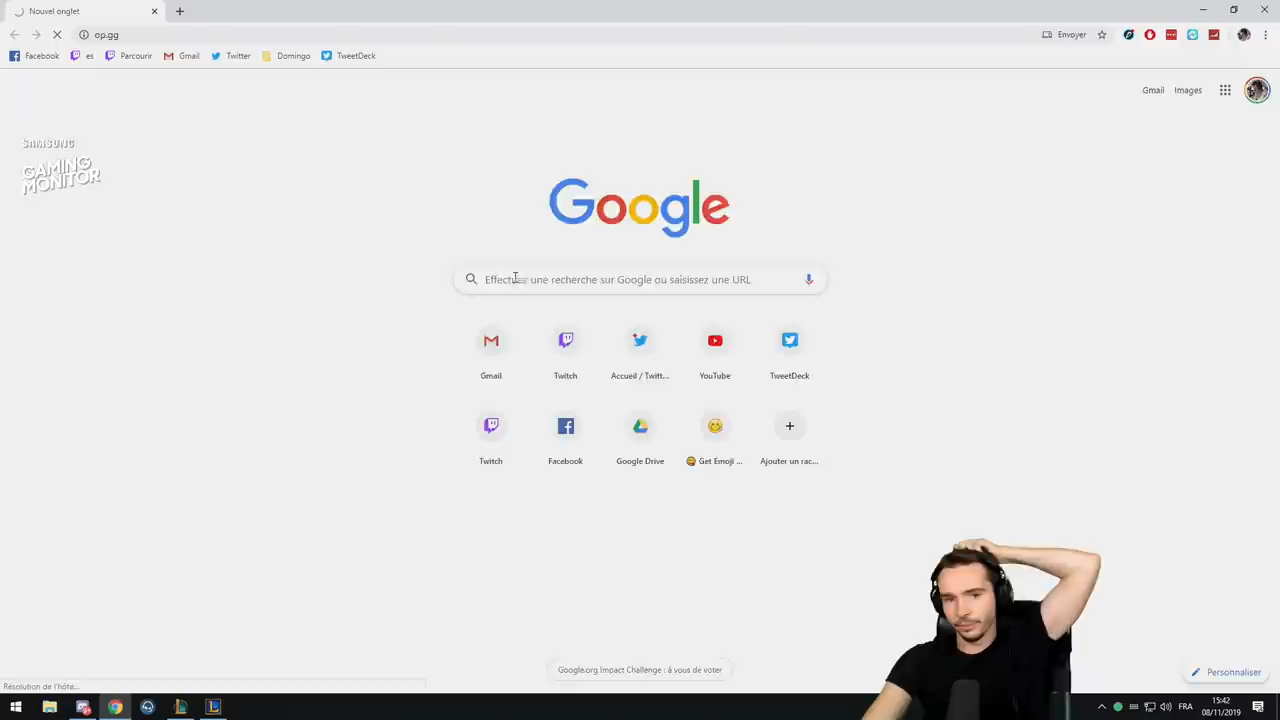 Nouvel onglet
op.gg
Envoyer
Facebook
es
Parcourir
Gmail
Twitter
Domingo
TweetDeck
Gmail
Images
SAMSUNG
GAMING
MONITOR
Google
Effectuer une recherche sur Google ou saisissez une URL
Gmail
Twitch
Accueil / Twitt...
YouTube
TweetDeck
Twitch
Facebook
Google Drive
😋 Get Emoji ...
Ajouter un rac...
Google.org Impact Challenge : à vous de voter
Personnaliser
Résolution de l'hôte...
FRA
15:42
08/11/2019